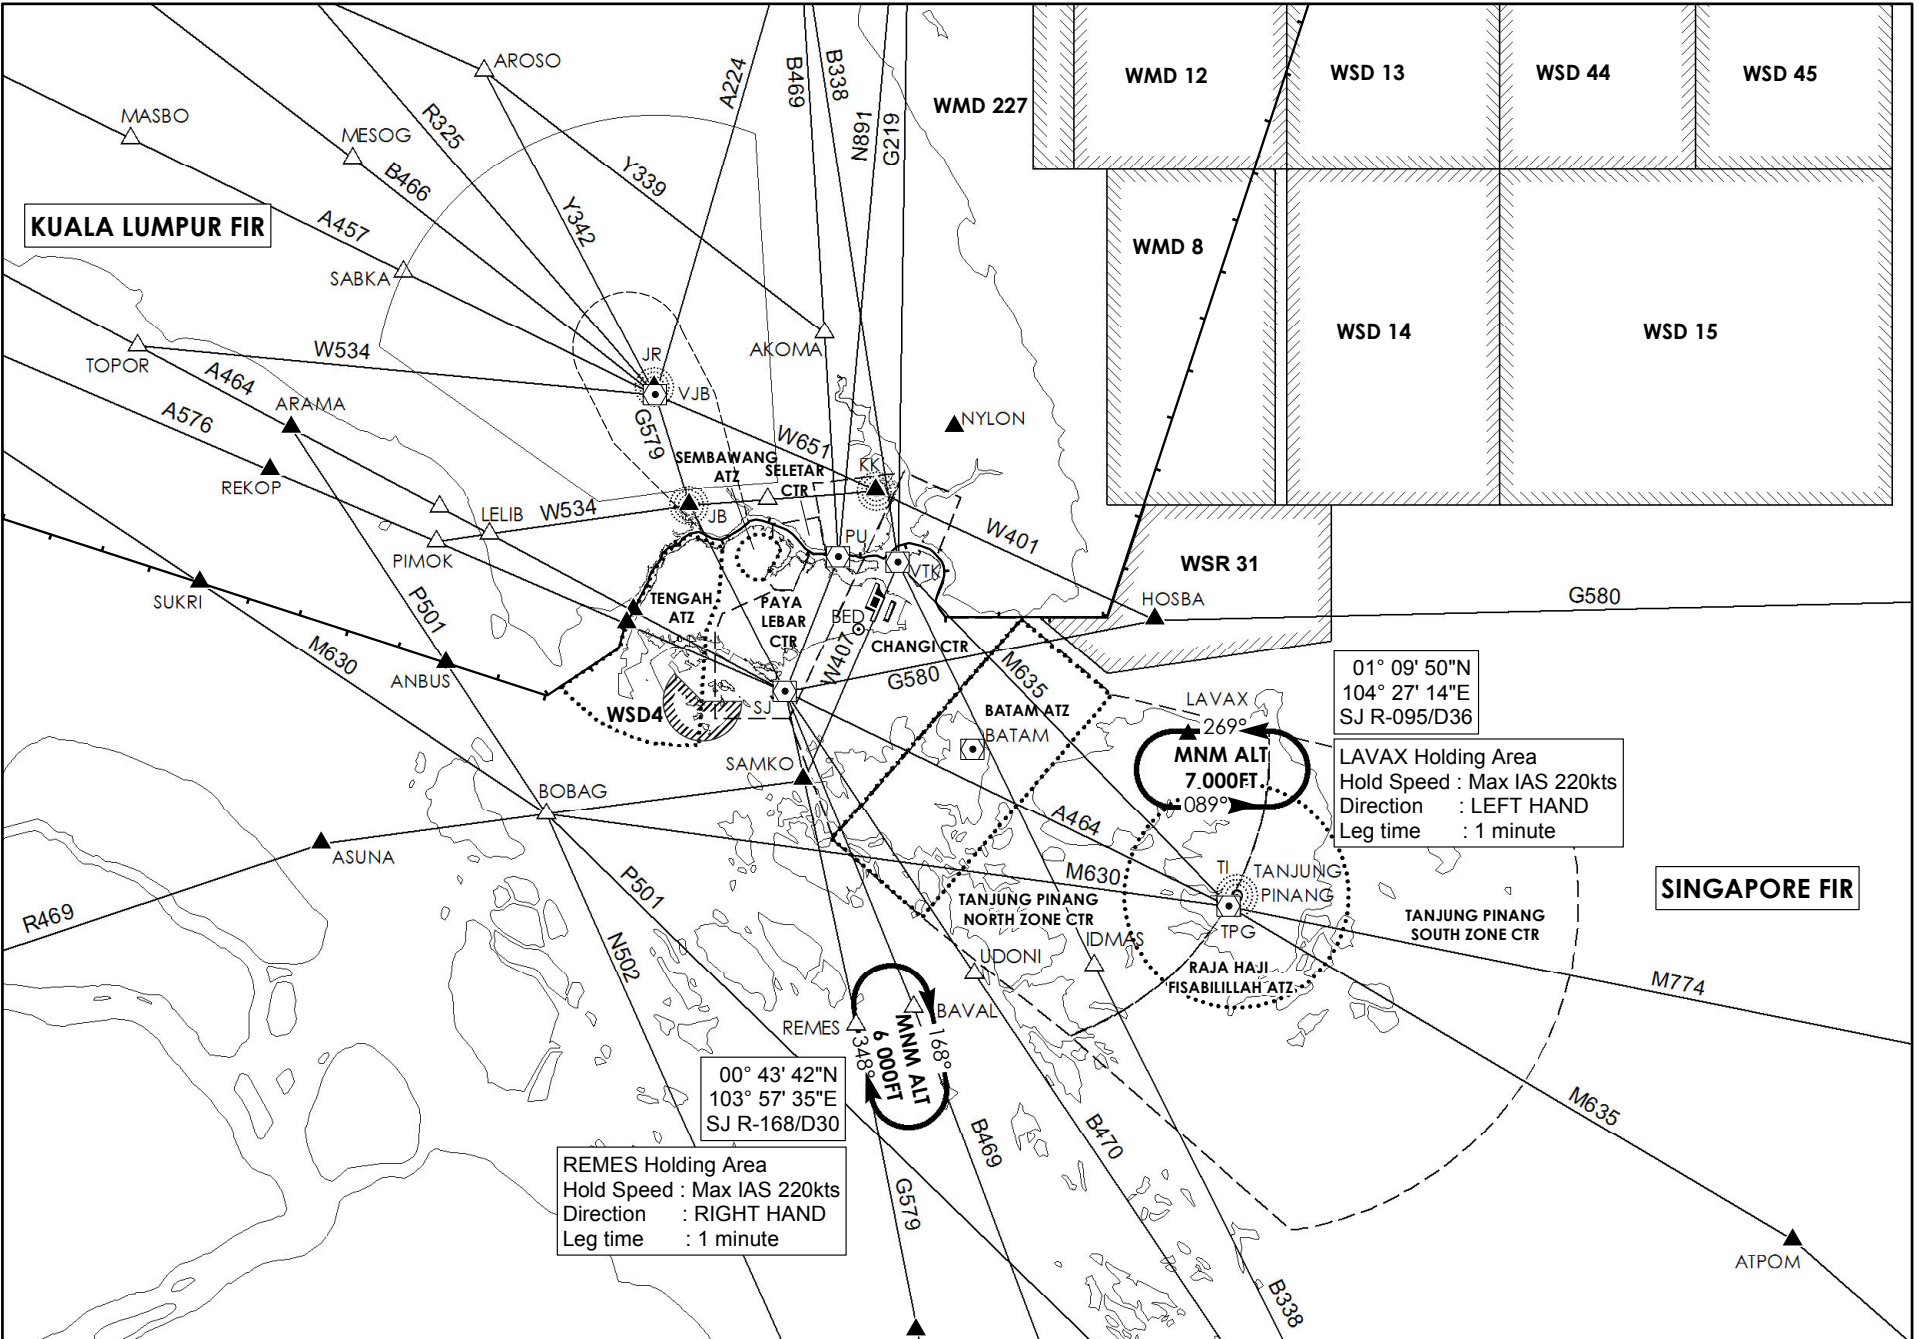 AROSO
MASBO
MESOG
R325
B466
A224
B469
B338
N891
G219
WMD 227
WMD 12
WSD 13
WSD 44
WSD 45
Y339
Y342
KUALA LUMPUR FIR
A457
SABKA
WMD 8
WSD 14
WSD 15
TOPOR
W534
A464
ARAMA
A576
REKOP
JR
VJB
AKOMA
NYLON
G579
W651
SEMBAWANG
ATZ
SELETAR
CTR
KK
LELIB
W534
JB
PIMOK
PU
VTK
W401
WSR 31
HOSBA
G580
SUKRI
P501
M630
ANBUS
TENGAH
ATZ
PAYA
LEBAR
CTR
BED
W407
CHANGI CTR
G580
M635
WSD4
SJ
SAMKO
BATAM ATZ
BATAM
LAVAX
269°
MNM ALT
7 000FT
089°
01° 09' 50"N
104° 27' 14"E
SJ R-095/D36
LAVAX Holding Area
Hold Speed : Max IAS 220kts
Direction : LEFT HAND
Leg time : 1 minute
BOBAG
ASUNA
R469
P501
N502
A464
M630
TI
TANJUNG
PINANG
TPG
TANJUNG PINANG
NORTH ZONE CTR
TANJUNG PINANG
SOUTH ZONE CTR
SINGAPORE FIR
UDONI
IDMAS
RAJA HAJI
FISABILILLAH ATZ
M774
REMES
BAVAL
348°
MNM ALT
6 000FT
168°
00° 43' 42"N
103° 57' 35"E
SJ R-168/D30
REMES Holding Area
Hold Speed : Max IAS 220kts
Direction : RIGHT HAND
Leg time : 1 minute
G579
B469
B470
B338
M635
ATPOM